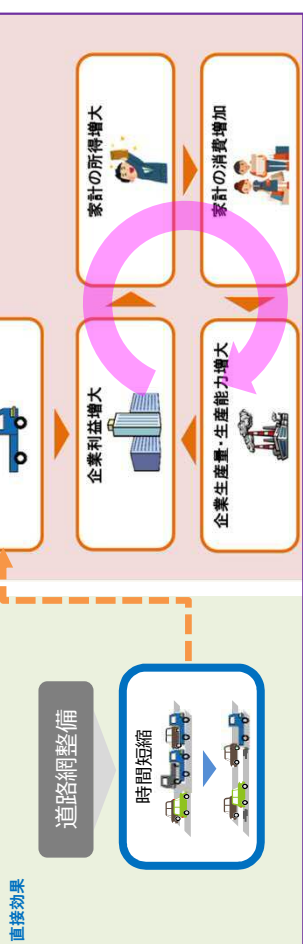 直接効果
道路網整備
時間短縮
企業利益増大
家計の所得増大
企業生産量・生産能力増大
家計の消費増加